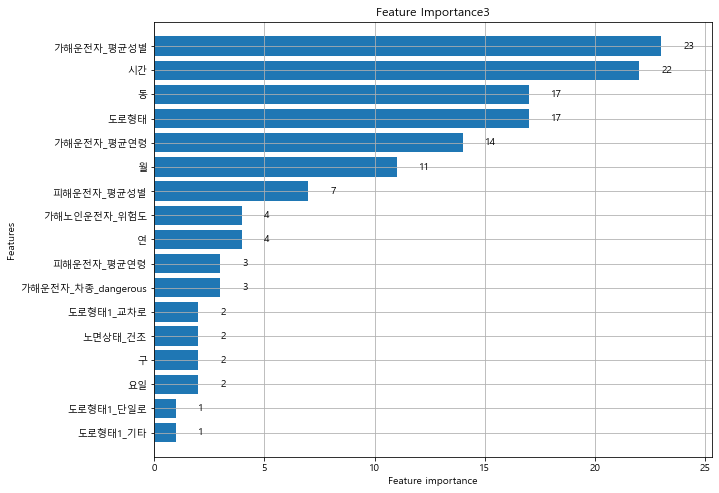 Feature Importance3
가해운전자_평균성별
23
시간
22
동
17
도로형태
17
가해운전자_평균연령
14
월
11
피해운전자_평균성별
7
가해노인운전자_위험도
4
연
4
피해운전자_평균연령
3
가해운전자_차종_dangerous
3
도로형태1_교차로
2
노면상태_건조
2
구
2
요일
2
도로형태1_단일로
1
도로형태1_기타
1
Features
0 5 10 15 20 25
Feature importance